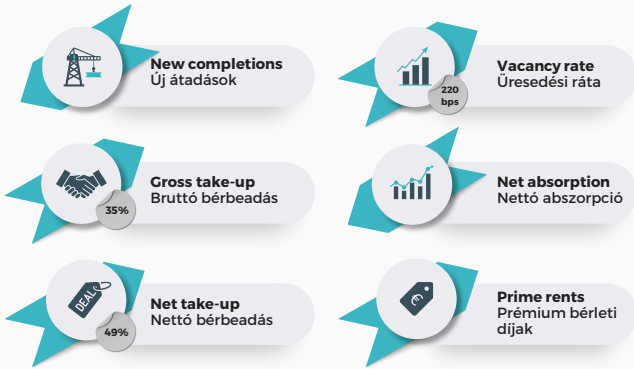 New completions
Új átadások
Vacancy rate
Üresedési ráta
220
bps
Gross take-up
Bruttó bérbeadás
35%
Net absorption
Nettó abszorpció
DEAL
Net take-up
Nettó bérbeadás
49%
€
Prime rents
Prémium bérleti
díjak